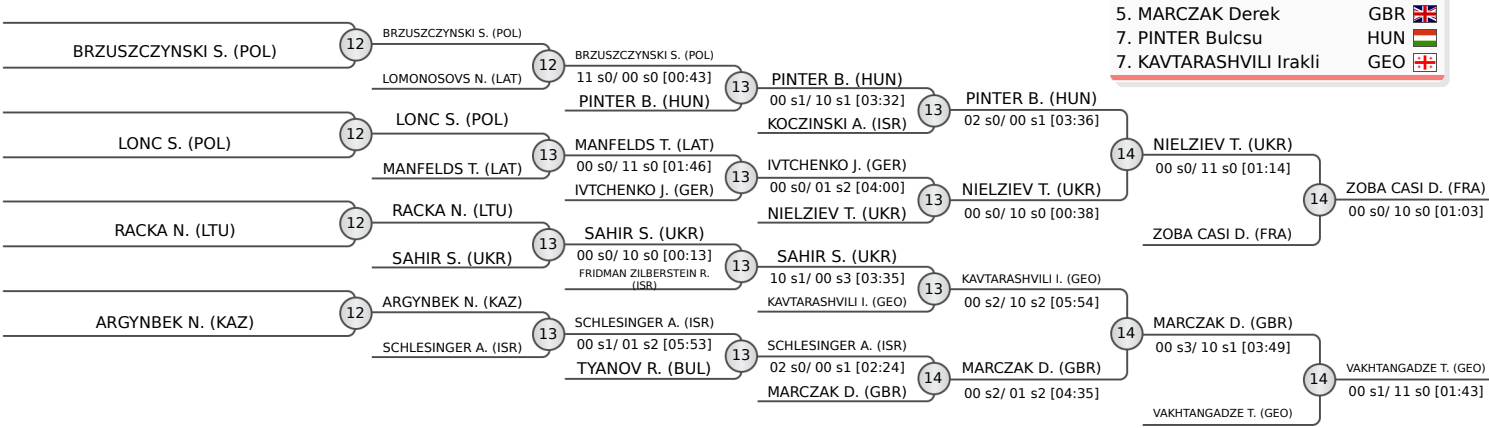 5. MARCZAK Derek GBR
7. PINTER Bulcsu HUN
7. KAVTARASHVILI Irakli GEO
BRZUSZCZYNSKI S. (POL)
12
LONC S. (POL)
12
RACKA N. (LTU)
12
ARGYNBEK N. (KAZ)
12
BRZUSZCZYNSKI S. (POL)
LOMONOSOVS N. (LAT)
12
LONC S. (POL)
MANFELDS T. (LAT)
13
RACKA N. (LTU)
SAHIR S. (UKR)
13
ARGYNBEK N. (KAZ)
SCHLESINGER A. (ISR)
13
BRZUSZCZYNSKI S. (POL)
11 s0/ 00 s0 [00:43]
PINTER B. (HUN)
13
MANFELDS T. (LAT)
00 s0/ 11 s0 [01:46]
IVTCHENKO J. (GER)
13
SAHIR S. (UKR)
00 s0/ 10 s0 [00:13]
FRIDMAN ZILBERSTEIN R.
(ISR)
13
SCHLESINGER A. (ISR)
00 s1/ 01 s2 [05:53]
TYANOV R. (BUL)
13
PINTER B. (HUN)
00 s1/ 10 s1 [03:32]
KOCZINSKI A. (ISR)
13
IVTCHENKO J. (GER)
00 s0/ 01 s2 [04:00]
NIELZIEV T. (UKR)
13
SAHIR S. (UKR)
10 s1/ 00 s3 [03:35]
KAVTARASHVILI I. (GEO)
13
SCHLESINGER A. (ISR)
02 s0/ 00 s1 [02:24]
MARCZAK D. (GBR)
14
PINTER B. (HUN)
02 s0/ 00 s1 [03:36]
NIELZIEV T. (UKR)
00 s0/ 10 s0 [00:38]
14
KAVTARASHVILI I. (GEO)
00 s2/ 10 s2 [05:54]
MARCZAK D. (GBR)
00 s2/ 01 s2 [04:35]
14
NIELZIEV T. (UKR)
00 s0/ 11 s0 [01:14]
ZOBA CASI D. (FRA)
14
MARCZAK D. (GBR)
00 s3/ 10 s1 [03:49]
VAKHTANGADZE T. (GEO)
14
ZOBA CASI D. (FRA)
00 s0/ 10 s0 [01:03]
VAKHTANGADZE T. (GEO)
00 s1/ 11 s0 [01:43]